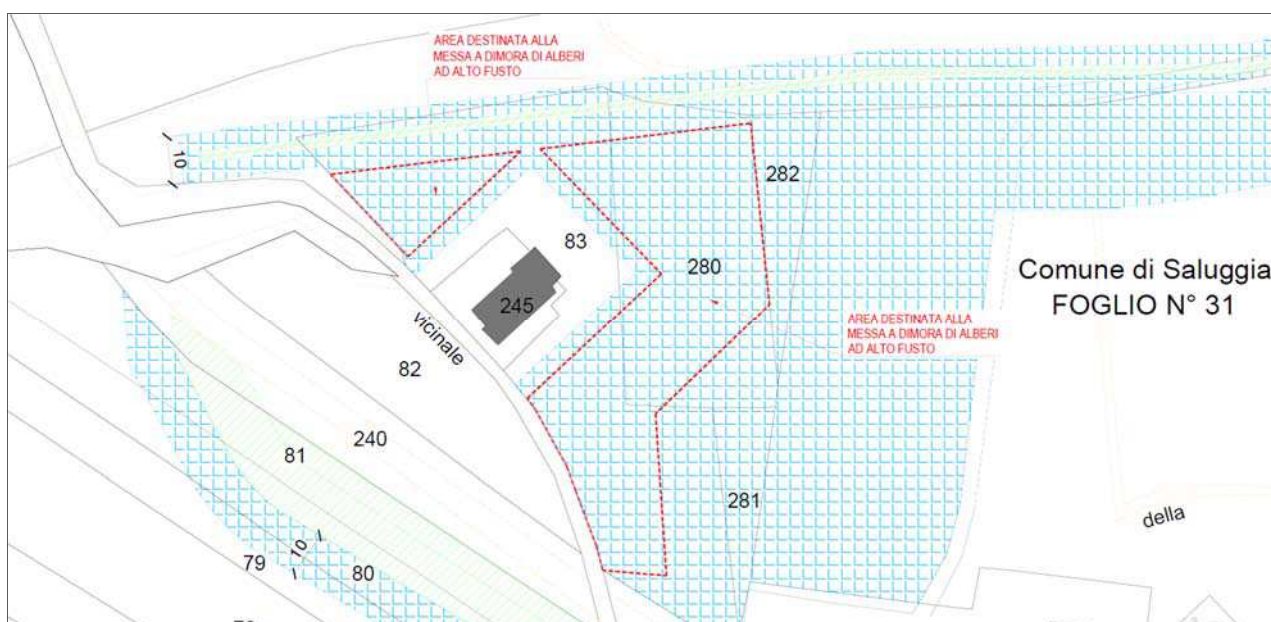 AREA DESTINATA ALLA
MESSA A DIMORA DI ALBERI
AD ALTO FUSTO
10
282
83
280
Comune di Saluggia
FOGLIO N° 31
245
vicinale
AREA DESTINATA ALLA
MESSA A DIMORA DI ALBERI
AD ALTO FUSTO
82
240
81
281
della
10
79
80